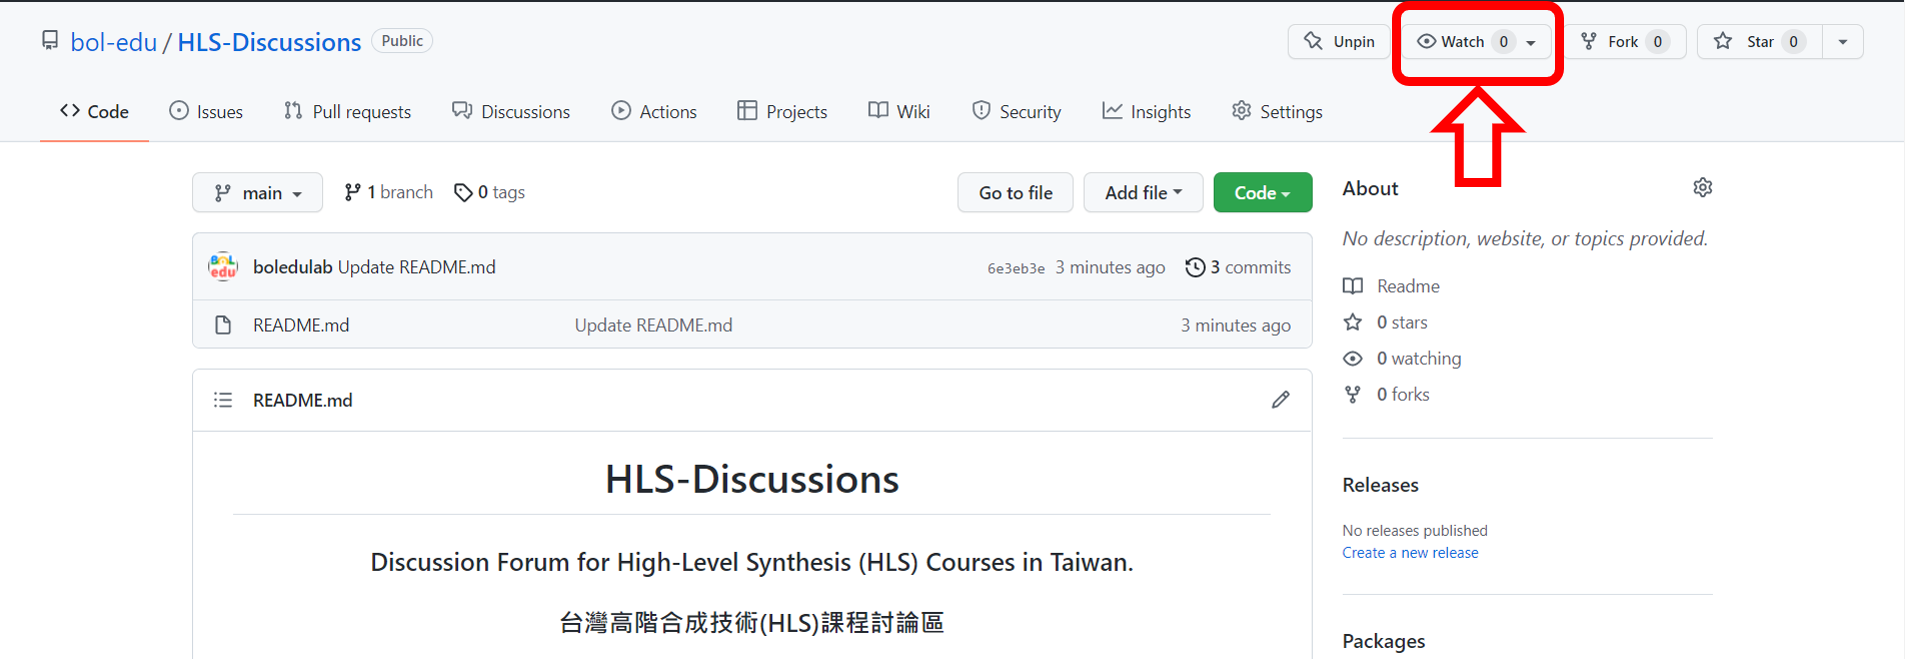 bol-edu / HLS-Discussions Public
Unpin Watch 0 Fork 0 Star 0
Code Issues Pull requests Discussions Actions Projects Wiki Security Insights Settings
main 1 branch 0 tags Go to file Add file Code
BOL edu boledulab Update README.md 6e3eb3e 3 minutes ago 3 commits
README.md Update README.md 3 minutes ago
README.md
HLS-Discussions
Discussion Forum for High-Level Synthesis (HLS) Courses in Taiwan.
台灣高階合成技術(HLS)課程討論區
About
No description, website, or topics provided.
Readme
0 stars
0 watching
0 forks
Releases
No releases published
Create a new release
Packages